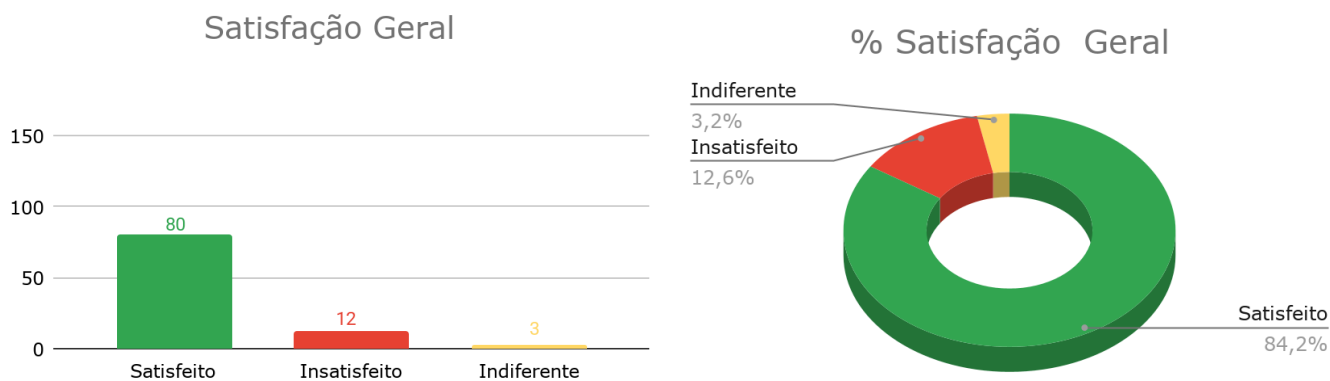 Satisfação Geral
150
100
50
0
80
12
3
Satisfeito
Insatisfeito
Indiferente
% Satisfação  Geral
Indiferente
3,2%
Insatisfeito
12,6%
Satisfeito
84,2%